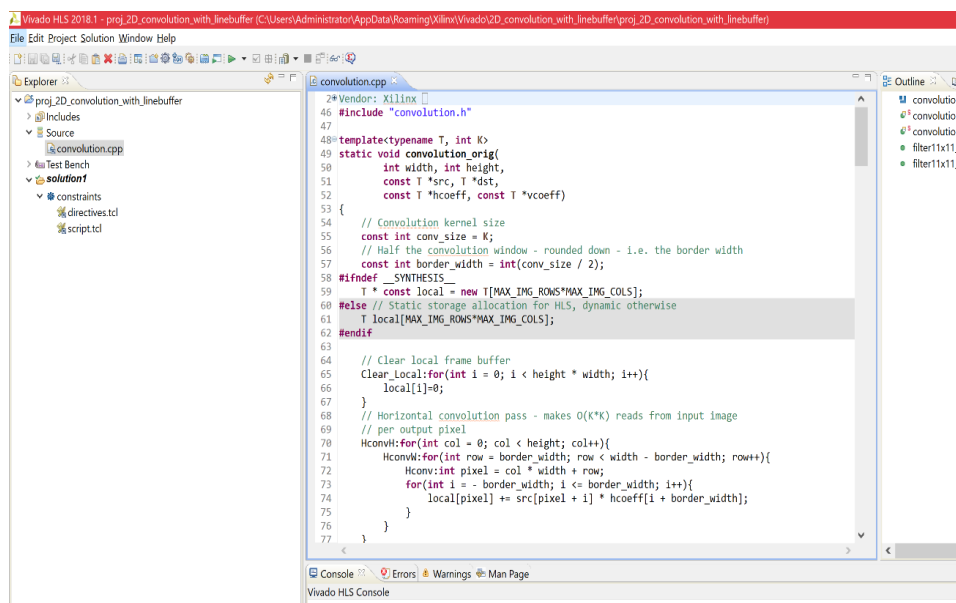 Vivado HLS 2018.1 - proj_2D_convolution_with_linebuffer (C:\Users\Administrator\AppData\Roaming\Xilinx\Vivado\2D_convolution_with_linebuffer\proj_2D_convolution_with_linebuffer)
File Edit Project Solution Window Help
Explorer
proj_2D_convolution_with_linebuffer
Includes
Source
convolution.cpp
Test Bench
solution1
constraints
directives.tcl
script.tcl
convolution.cpp
2 Vendor: Xilinx
46 #include "convolution.h"
47
48 template<typename T, int K>
49 static void convolution_orig(
50 int width, int height,
51 const T *src, T *dst,
52 const T *hcoeff, const T *vcoeff)
53 {
54 // Convolution kernel size
55 const int conv_size = K;
56 // Half the convolution window - rounded down - i.e. the border width
57 const int border_width = int(conv_size / 2);
58 #ifndef __SYNTHESIS__
59 T * const local = new T[MAX_IMG_ROWS*MAX_IMG_COLS];
60 #else // Static storage allocation for HLS, dynamic otherwise
61 T local[MAX_IMG_ROWS*MAX_IMG_COLS];
62 #endif
63
64 // Clear local frame buffer
65 Clear_Local:for(int i = 0; i < height * width; i++){
66 local[i]=0;
67 }
68 // Horizontal convolution pass - makes O(K*K) reads from input image
69 // per output pixel
70 HconvH:for(int col = 0; col < height; col++){
71 HconvW:for(int row = border_width; row < width - border_width; row++){
72 Hconv:int pixel = col * width + row;
73 for(int i = - border_width; i <= border_width; i++){
74 local[pixel] += src[pixel + i] * hcoeff[i + border_width];
75 }
76 }
77 }
Outline
convolutio
convolutio
convolutio
filter11x11_
filter11x11_
Console
Errors
Warnings
Man Page
Vivado HLS Console